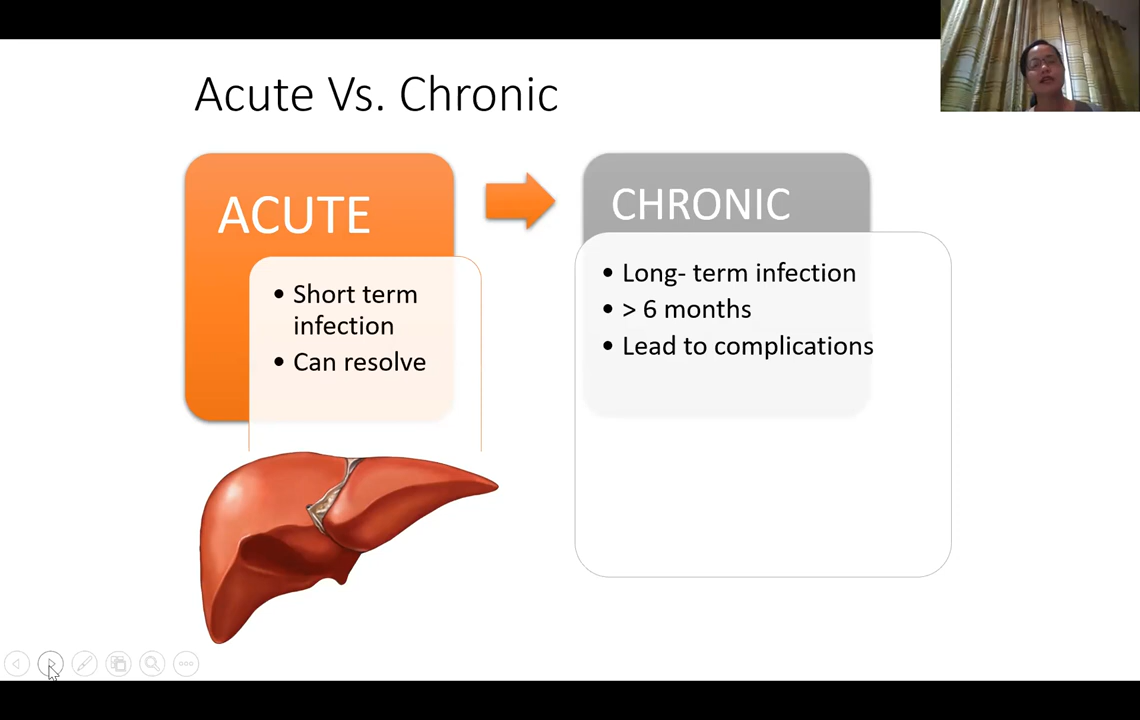 Acute Vs. Chronic
ACUTE
• Short term
infection
• Can resolve
CHRONIC
• Long- term infection
• > 6 months
• Lead to complications